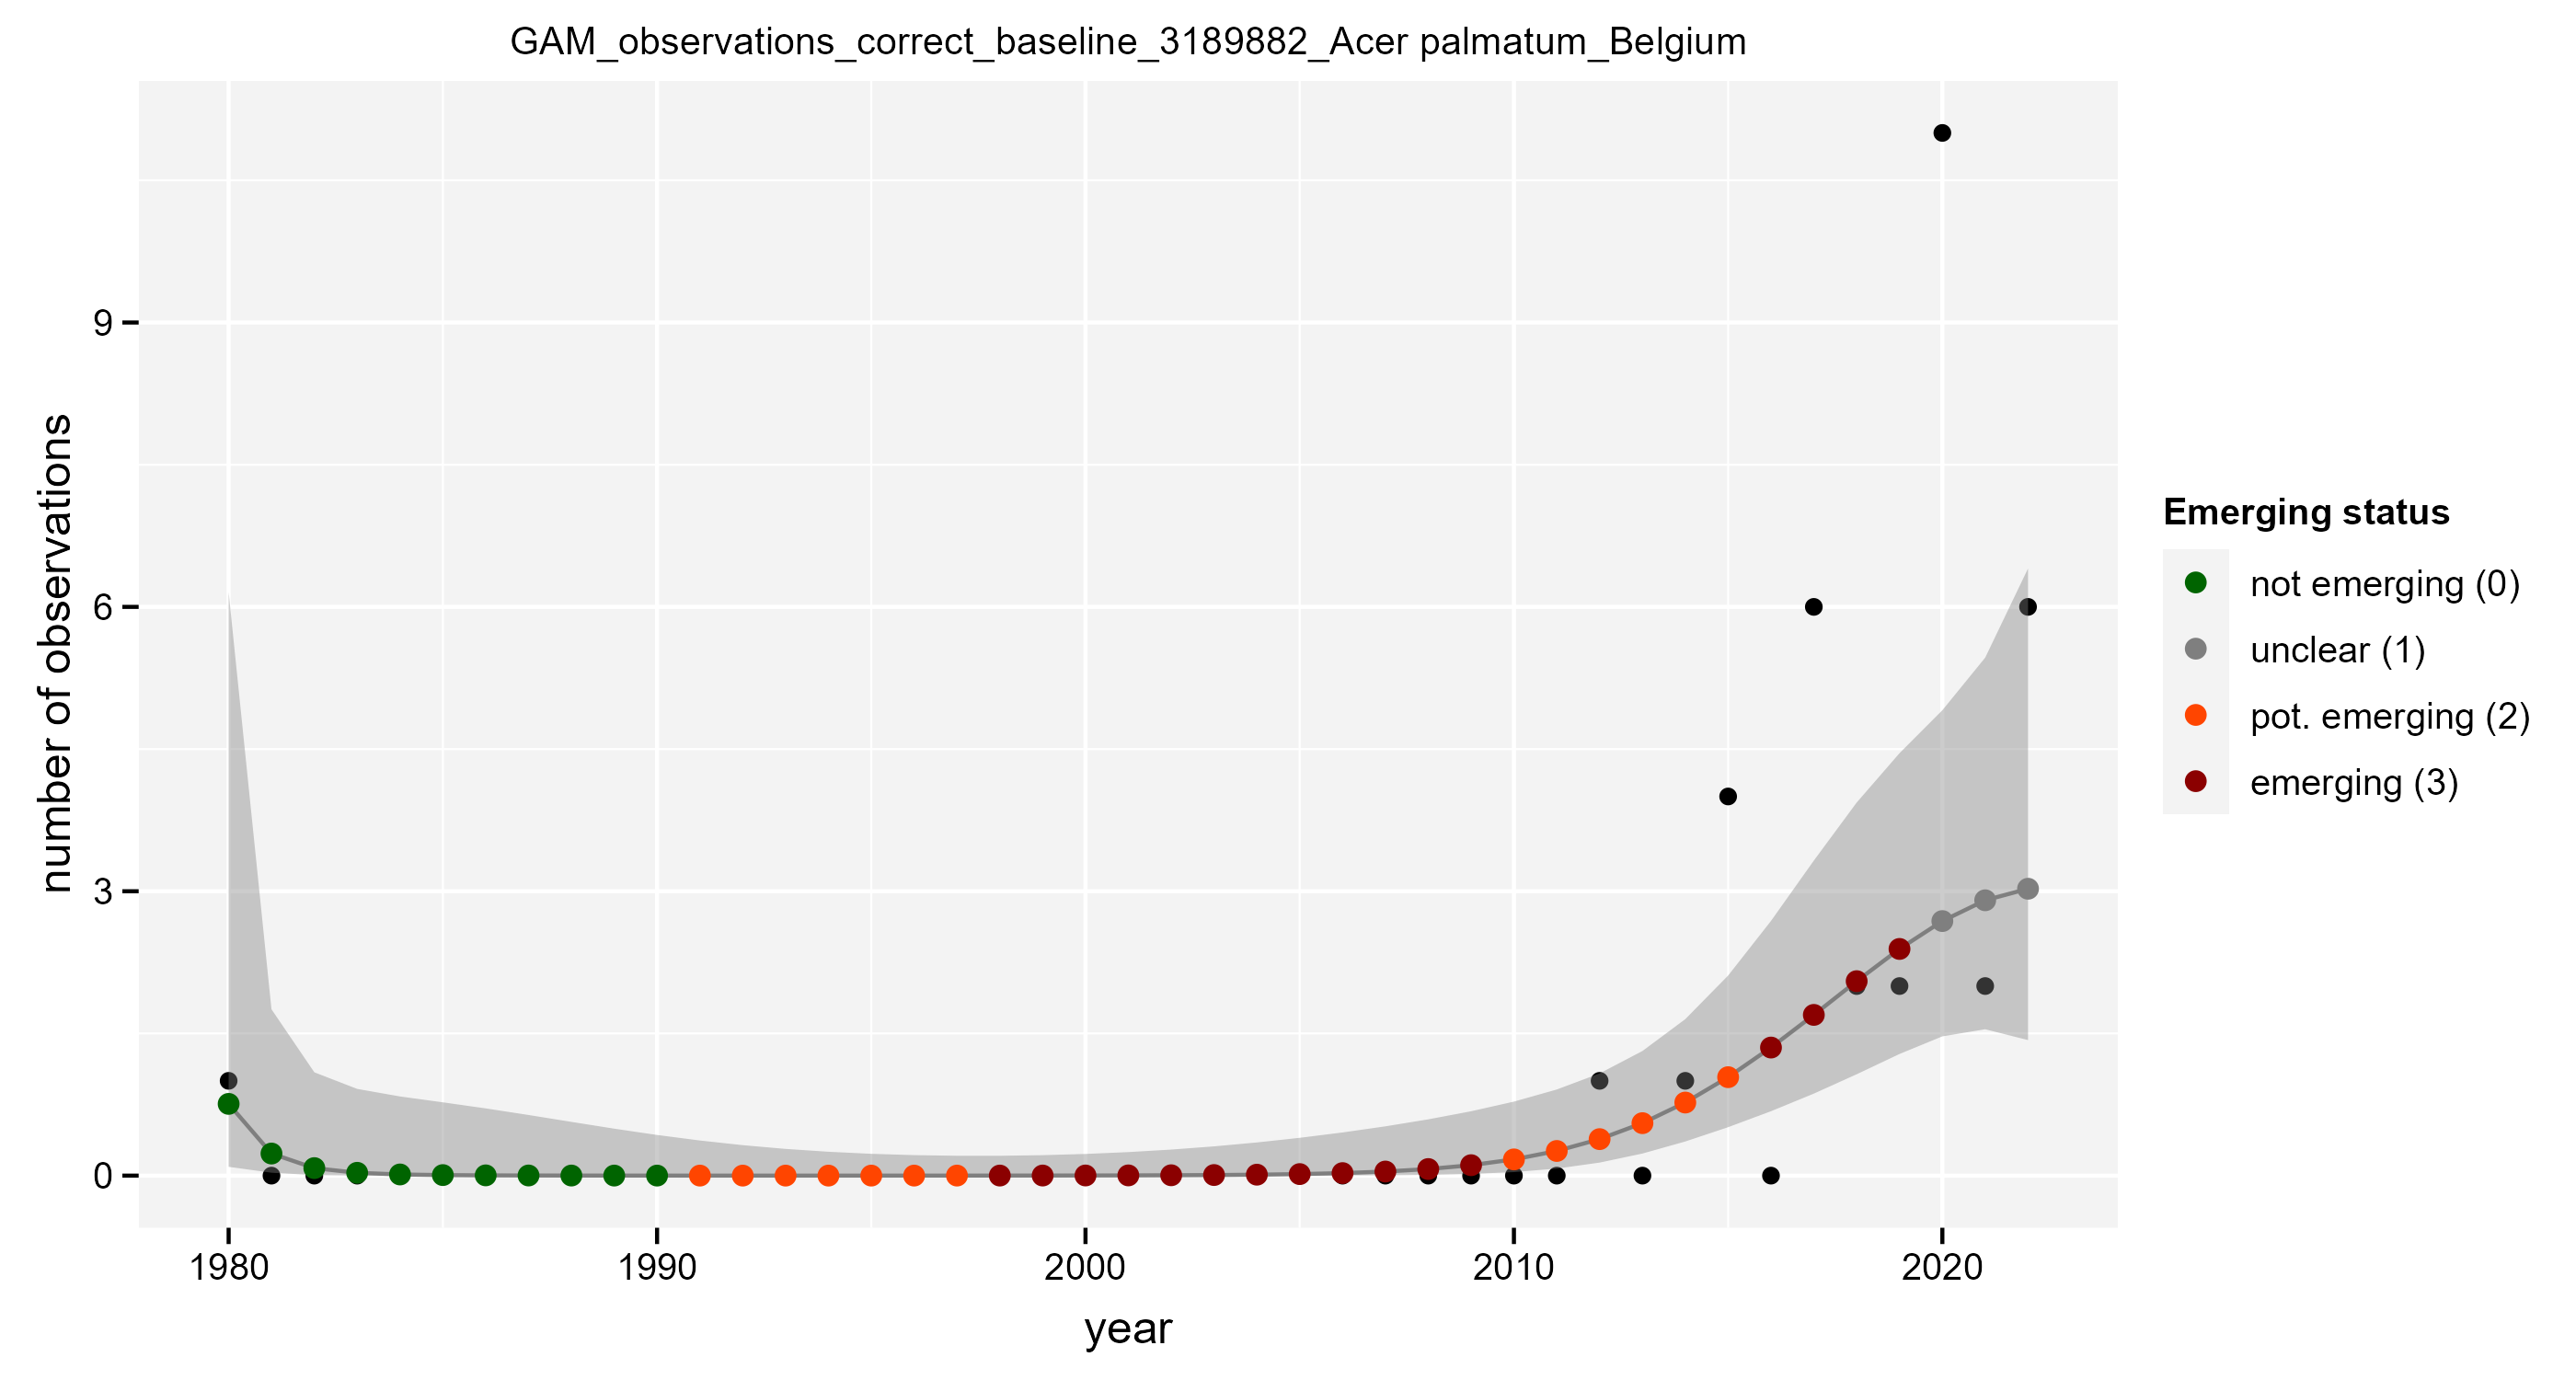 GAM_observations_correct_baseline_3189882_Acer palmatum_Belgium
number of observations
9
6
3
0
1980
1990
2000
2010
2020
year
Emerging status
not emerging (0)
unclear (1)
pot. emerging (2)
emerging (3)